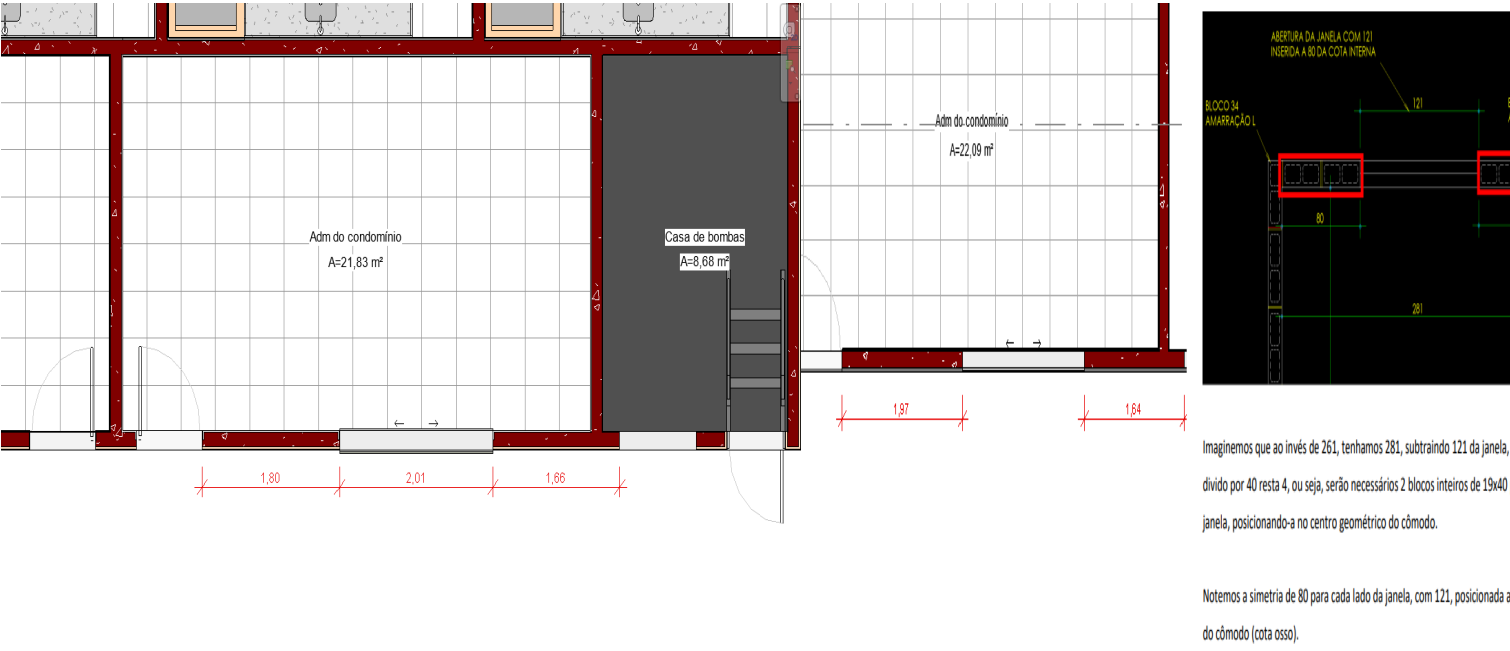 Adm do condomínio
A=21,83 m²
Casa de bombas
A=8,68 m²
1,80
2,01
1,66
Adm do condomínio
A=22,09 m²
1,97
1,64
ABERTURA DA JANELA COM 121
INSERIDA A 80 DA COTA INTERNA
BLOCO 34
AMARRAÇÃO L
121
80
281
Imaginemos que ao invés de 261, tenhamos 281, subtraindo 121 da janela,
divido por 40 resta 4, ou seja, serão necessários 2 blocos inteiros de 19x40
janela, posicionando-a no centro geométrico do cômodo.
Notemos a simetria de 80 para cada lado da janela, com 121, posicionada a
do cômodo (cota osso).